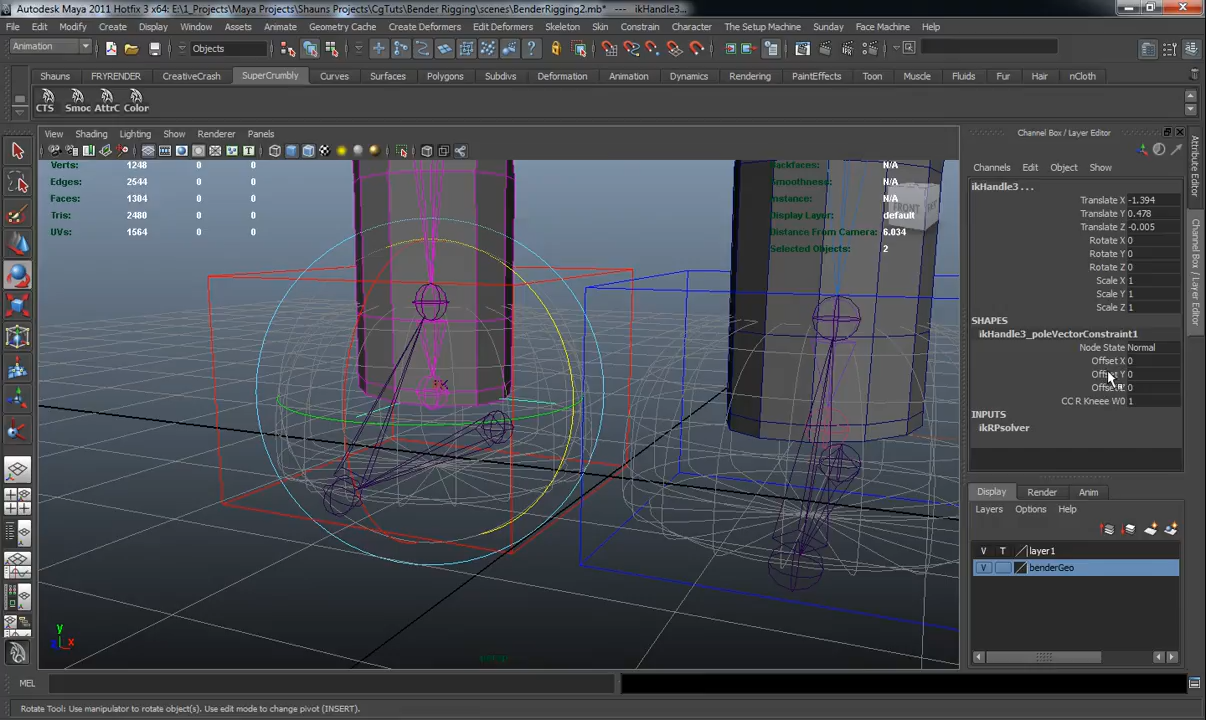 Autodesk Maya 2011 Hotfix 3 x64: E:\1_Projects\Maya Projects\Shauns Projects\CgTuts\Bender Rigging\scenes\BenderRigging2.mb* --- ikHandle3...
File Edit Modify Create Display Window Assets Animate Geometry Cache Create Deformers Edit Deformers Skeleton Skin Constrain Character The Setup Machine Sunday Face Machine Help
Animation Objects
Shauns FRYRENDER CreativeCrash SuperCrumbly Curves Surfaces Polygons Subdivs Deformation Animation Dynamics Rendering PaintEffects Toon Muscle Fluids Fur Hair nCloth
CTS Smoc AttrC Color
View Shading Lighting Show Renderer Panels
Verts: 1248 0 0
Edges: 2544 0 0
Faces: 1304 0 0
Tris: 2480 0 0
UVs: 1564 0 0
Backfaces: N/A
Smoothness: N/A
Instance: N/A
Display Layer: default
Distance From Camera: 6.034
Selected Objects: 2
FRONT
y
x
persp
Channel Box / Layer Editor
Channels Edit Object Show
ikHandle3 ...
Translate X -1.394
Translate Y 0.478
Translate Z -0.005
Rotate X 0
Rotate Y 0
Rotate Z 0
Scale X 1
Scale Y 1
Scale Z 1
SHAPES
ikHandle3_poleVectorConstraint1
Node State Normal
Offset X 0
Offset Y 0
Offset Z 0
CC R Kneee W0 1
INPUTS
ikRPsolver
Display Render Anim
Layers Options Help
V T layer1
V benderGeo
Attribute Editor
Channel Box / Layer Editor
MEL
Rotate Tool: Use manipulator to rotate object(s). Use edit mode to change pivot (INSERT).